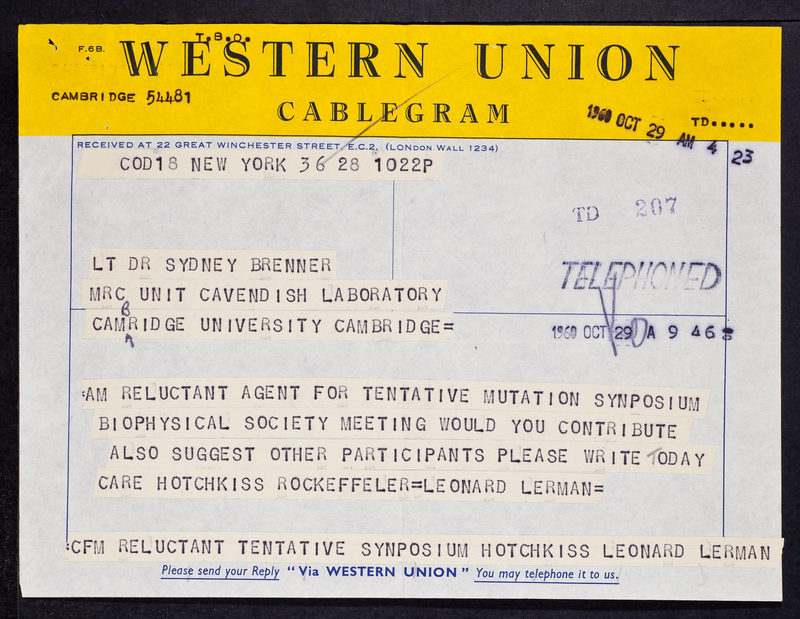 T.B.O.
F.6B.
WESTERN UNION
CAMBRIDGE 54481
CABLEGRAM
1960 OCT 29 AM 4 23
TD.....
RECEIVED AT 22 GREAT WINCHESTER STREET, E.C.2. (LONDON WALL 1234)
COD18 NEW YORK 36 28 1022P
TD 207
LT DR SYDNEY BRENNER
TELEPHONED
MRC UNIT CAVENDISH LABORATORY
B
CAMRIDGE UNIVERSITY CAMBRIDGE=
1960 OCT 29 A 9 46
:AM RELUCTANT AGENT FOR TENTATIVE MUTATION SYNPOSIUM
BIOPHYSICAL SOCIETY MEETING WOULD YOU CONTRIBUTE
ALSO SUGGEST OTHER PARTICIPANTS PLEASE WRITE TODAY
CARE HOTCHKISS ROCKEFFELER=LEONARD LERMAN=
:CFM RELUCTANT TENTATIVE SYNPOSIUM HOTCHKISS LEONARD LERMAN
Please send your Reply "Via WESTERN UNION" You may telephone it to us.